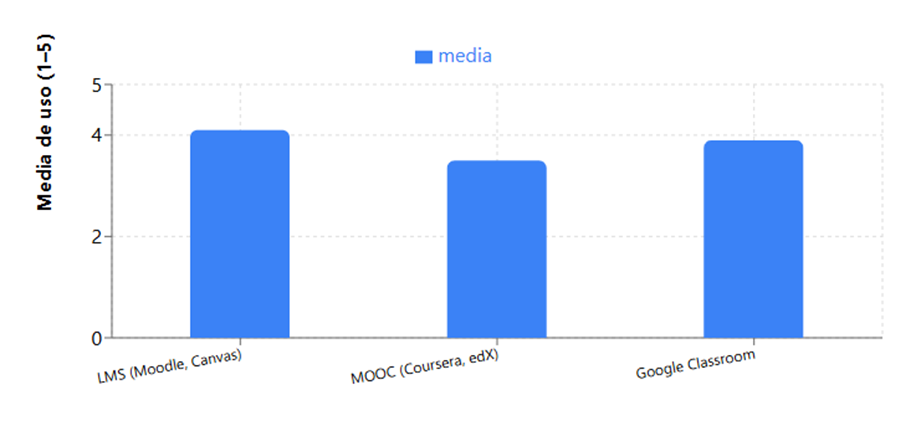 media
Media de uso (1–5)
5
4
2
0
LMS (Moodle, Canvas)
MOOC (Coursera, edX)
Google Classroom